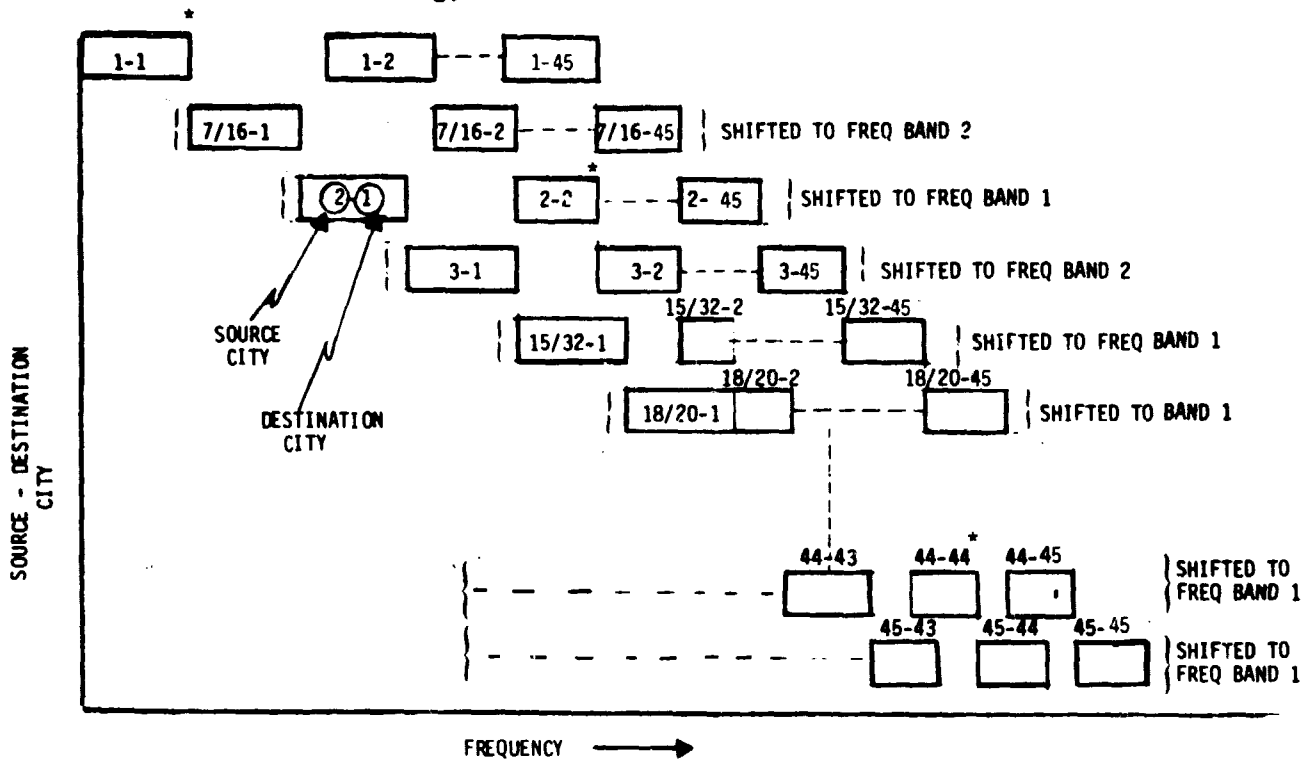 *
1-1 1-2 1-45
7/16-1 7/16-2 7/16-45 SHIFTED TO FREQ BAND 2
*
2-1 2-2 2- 45 SHIFTED TO FREQ BAND 1
3-1 3-2 3-45 SHIFTED TO FREQ BAND 2
15/32-2 15/32-45
15/32-1 SHIFTED TO FREQ BAND 1
18/20-2 18/20-45
18/20-1 SHIFTED TO BAND 1
SOURCE
CITY
DESTINATION
CITY
SOURCE - DESTINATION
CITY
*
44-43 44-44 44-45
SHIFTED TO
FREQ BAND 1
45-43 45-44 45-45
SHIFTED TO
FREQ BAND 1
FREQUENCY